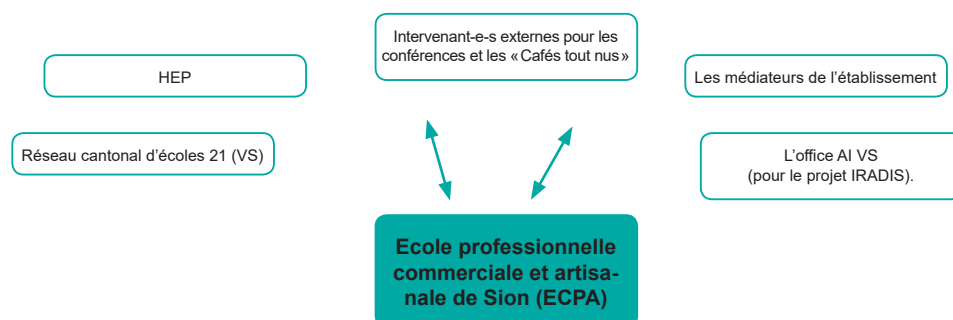 Intervenant-e-s externes pour les
conférences et les «Cafés tout nus»
HEP
Les médiateurs de l'établissement
Réseau cantonal d'écoles 21 (VS)
L'office AI VS
(pour le projet IRADIS).
Ecole professionnelle
commerciale et artisa-
nale de Sion (ECPA)